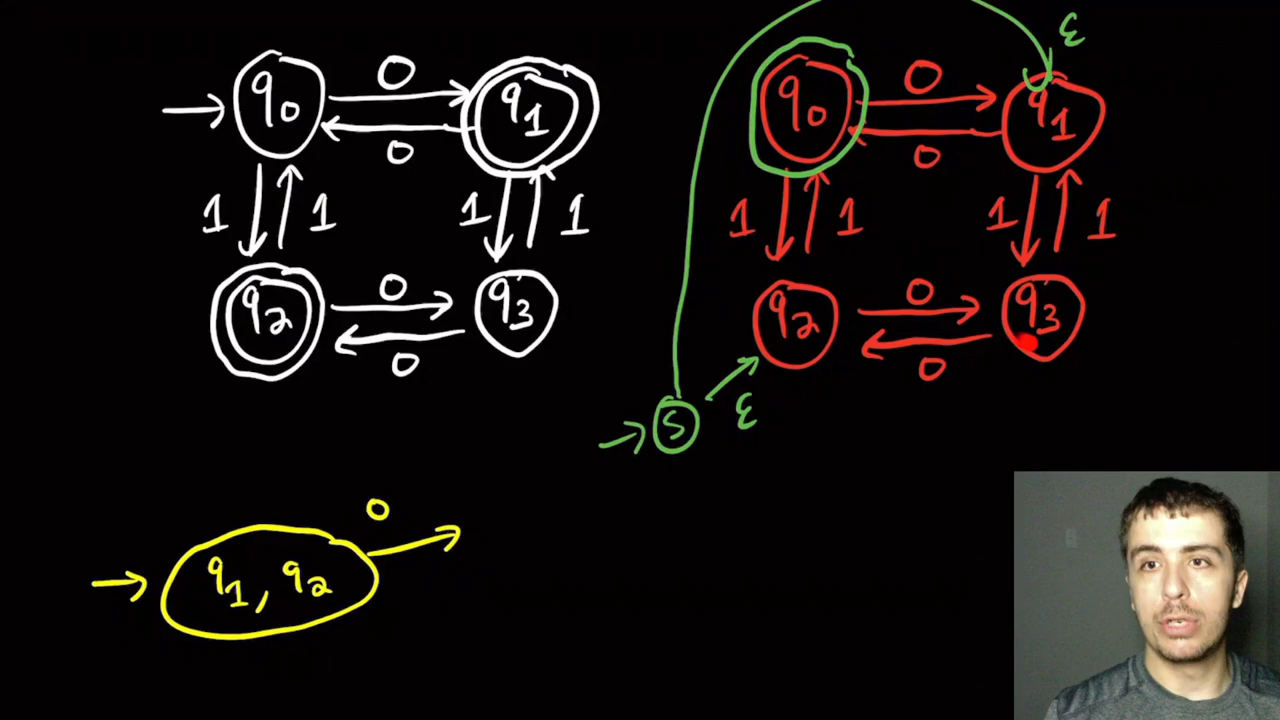 0 0 ε
q0 q1 q0 q1
0 0
1 1 1 1 1 1 1 1
0 0
q2 q3 q2 q3
0 0
S ε
0
q1, q2